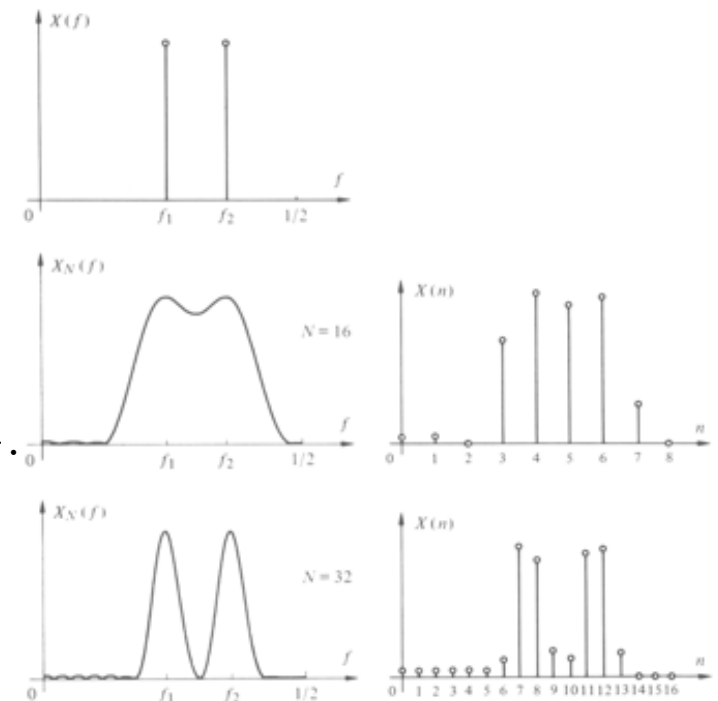 X(f)
f
0 f₁ f₂ 1/2
X_N(f)
N = 16
f
0 f₁ f₂ 1/2
X(n)
n
0 1 2 3 4 5 6 7 8
X_N(f)
N = 32
f
0 f₁ f₂ 1/2
X(n)
n
0 1 2 3 4 5 6 7 8 9 10 11 12 13 14 15 16